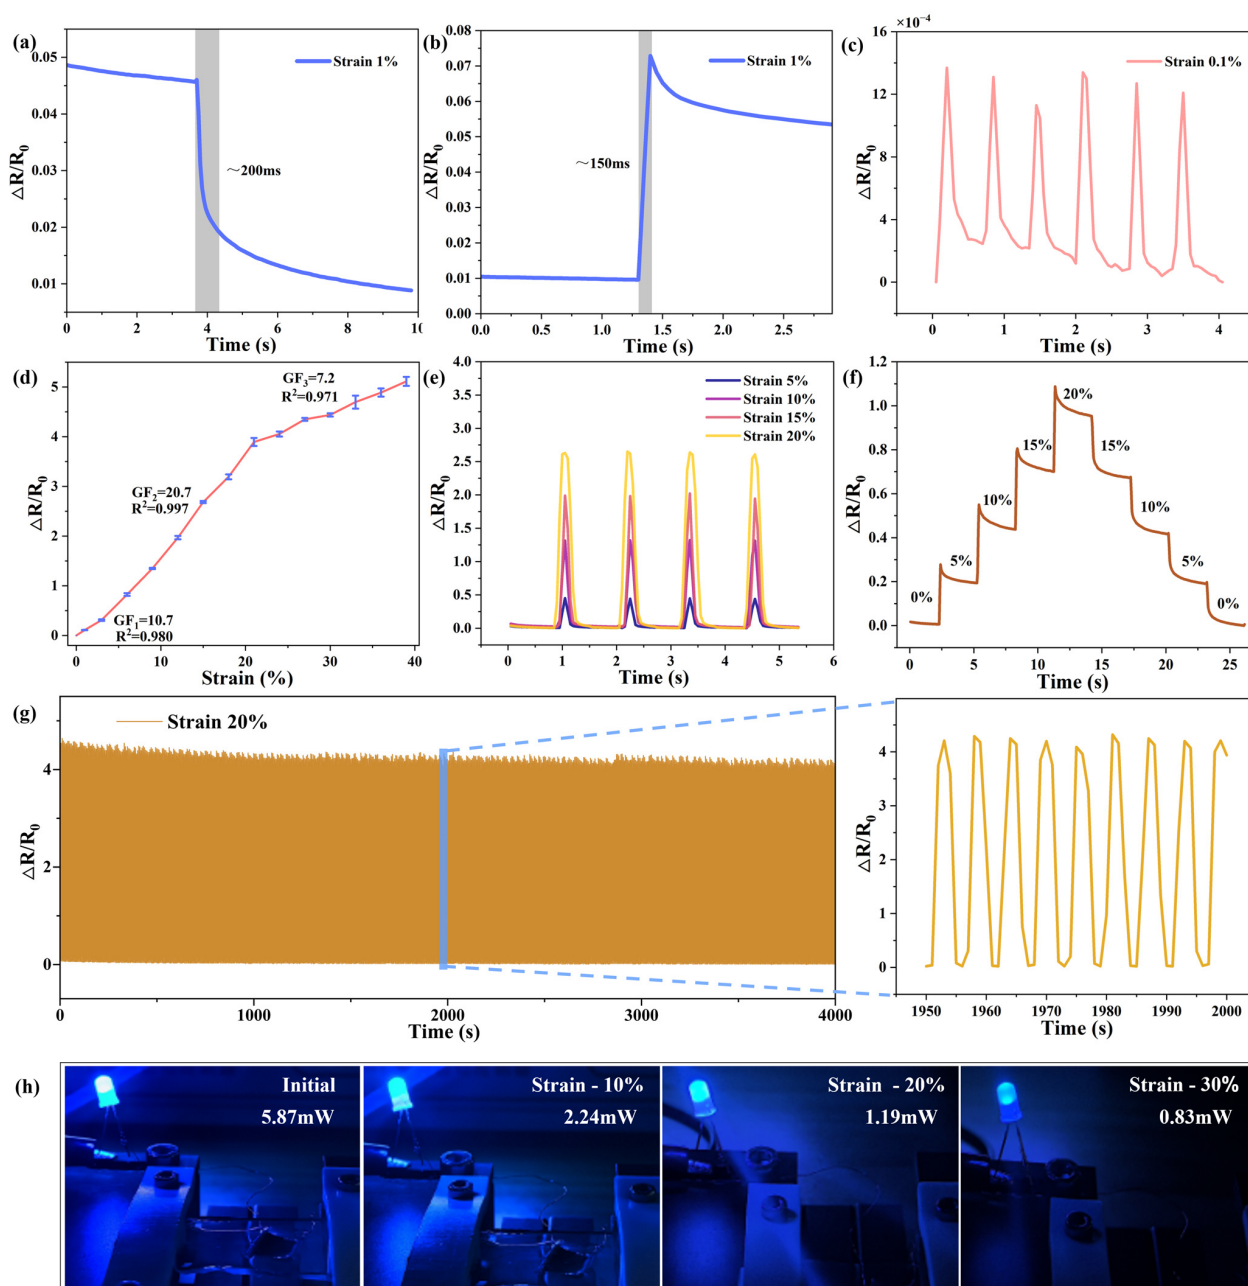 (a)
0.05
0.04
0.03
0.02
0.01
△R/R0
Strain 1%
~200ms
0 2 4 6 8
Time (s)
(b)
0.08
0.07
0.06
0.05
0.04
0.03
0.02
0.01
0.00
△R/R0
Strain 1%
~150ms
0.0 0.5 1.0 1.5 2.0 2.5
Time (s)
(c)
×10⁻⁴
16
12
8
4
0
△R/R0
Strain 0.1%
0 1 2 3 4
Time (s)
(d)
5
4
3
2
1
0
△R/R0
GF3=7.2
R²=0.971
GF2=20.7
R²=0.997
GF1=10.7
R²=0.980
0 10 20 30 40
Strain (%)
(e)
4.0
3.5
3.0
2.5
2.0
1.5
1.0
0.5
0.0
△R/R0
Strain 5%
Strain 10%
Strain 15%
Strain 20%
0 1 2 3 4 5 6
Time (s)
(f)
1.2
1.0
0.8
0.6
0.4
0.2
0.0
△R/R0
0%
5%
10%
15%
20%
15%
10%
5%
0%
0 5 10 15 20 25
Time (s)
(g)
Strain 20%
4
2
0
△R/R0
0 1000 2000 3000 4000
Time (s)
4
3
2
1
0
△R/R0
1950 1960 1970 1980 1990 2000
Time (s)
(h)
Initial
5.87mW
Strain - 10%
2.24mW
Strain - 20%
1.19mW
Strain - 30%
0.83mW